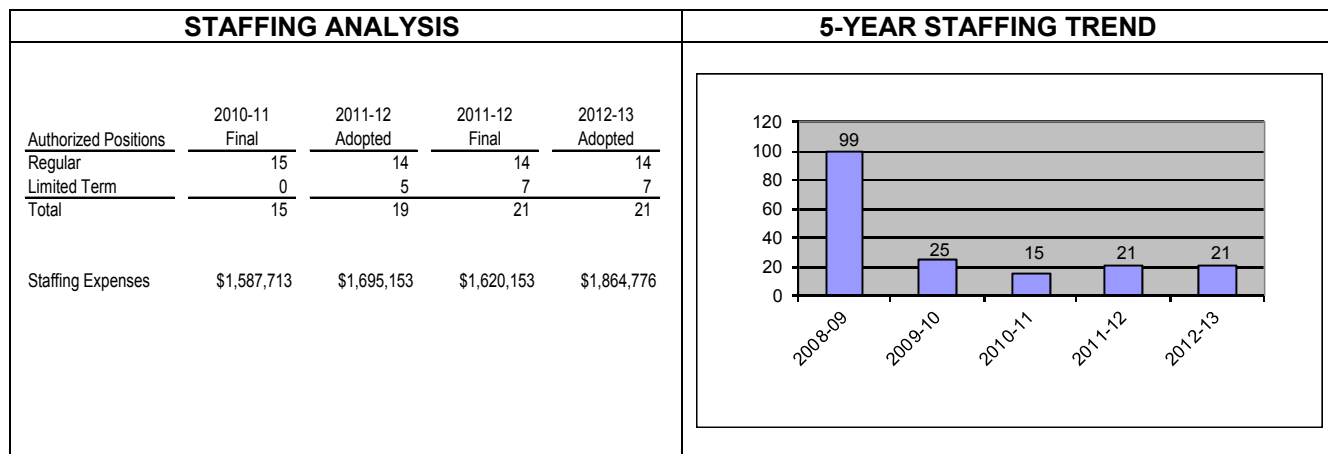 STAFFING ANALYSIS
2010-11 2011-12 2011-12 2012-13
Authorized Positions Final Adopted Final Adopted
Regular 15 14 14 14
Limited Term 0 5 7 7
Total 15 19 21 21
Staffing Expenses $1,587,713 $1,695,153 $1,620,153 $1,864,776
5-YEAR STAFFING TREND
120
100
80
60
40
20
0
99
25
15
21
21
2008-09
2009-10
2010-11
2011-12
2012-13